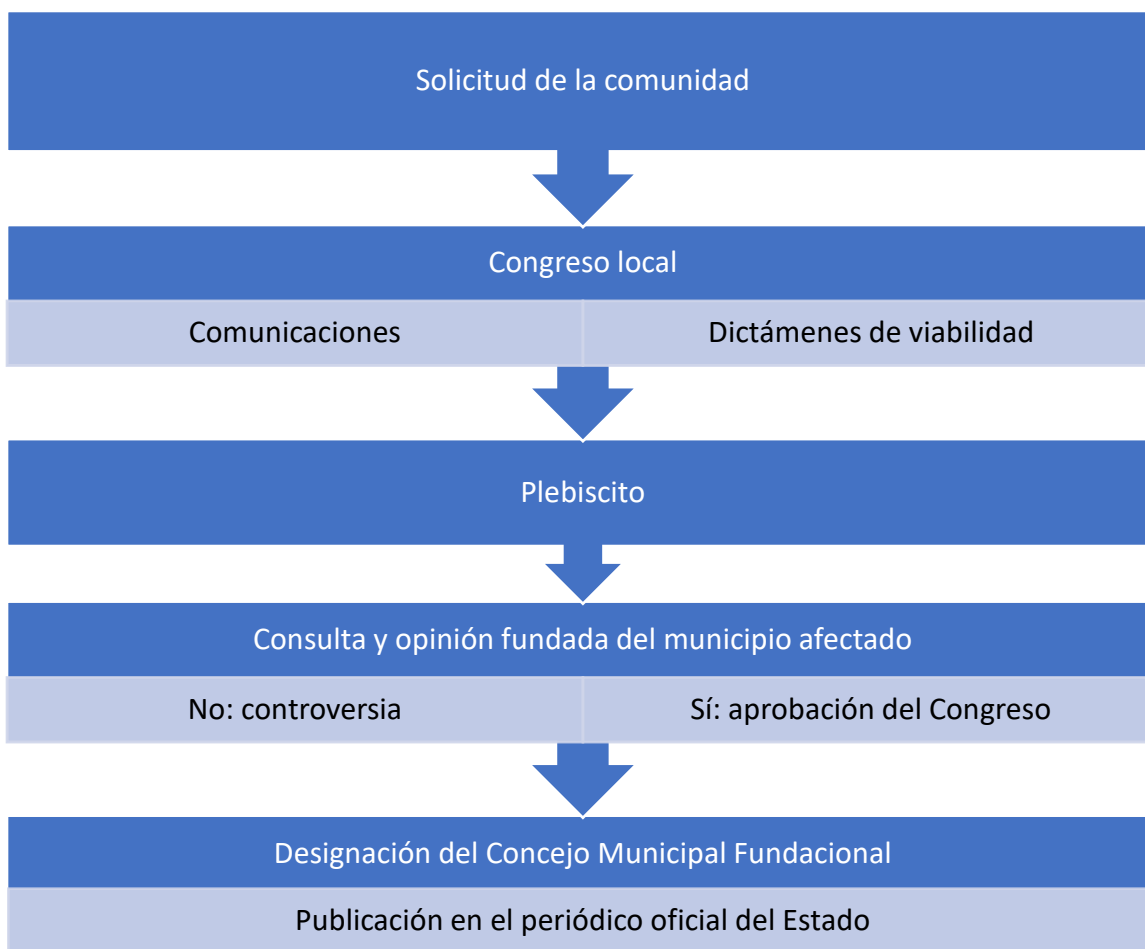 Solicitud de la comunidad
Congreso local
Comunicaciones
Dictámenes de viabilidad
Plebiscito
Consulta y opinión fundada del municipio afectado
No: controversia
Sí: aprobación del Congreso
Designación del Concejo Municipal Fundacional
Publicación en el periódico oficial del Estado